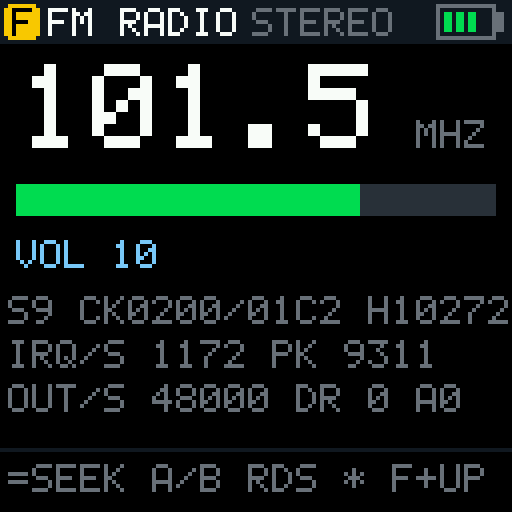 F FM RADIO STEREO
101.5 MHZ
VOL 10
S9 CK0200/01C2 H10272
IRQ/S 1172 PK 9311
OUT/S 48000 DR 0 A0
=SEEK A/B RDS * F+UP